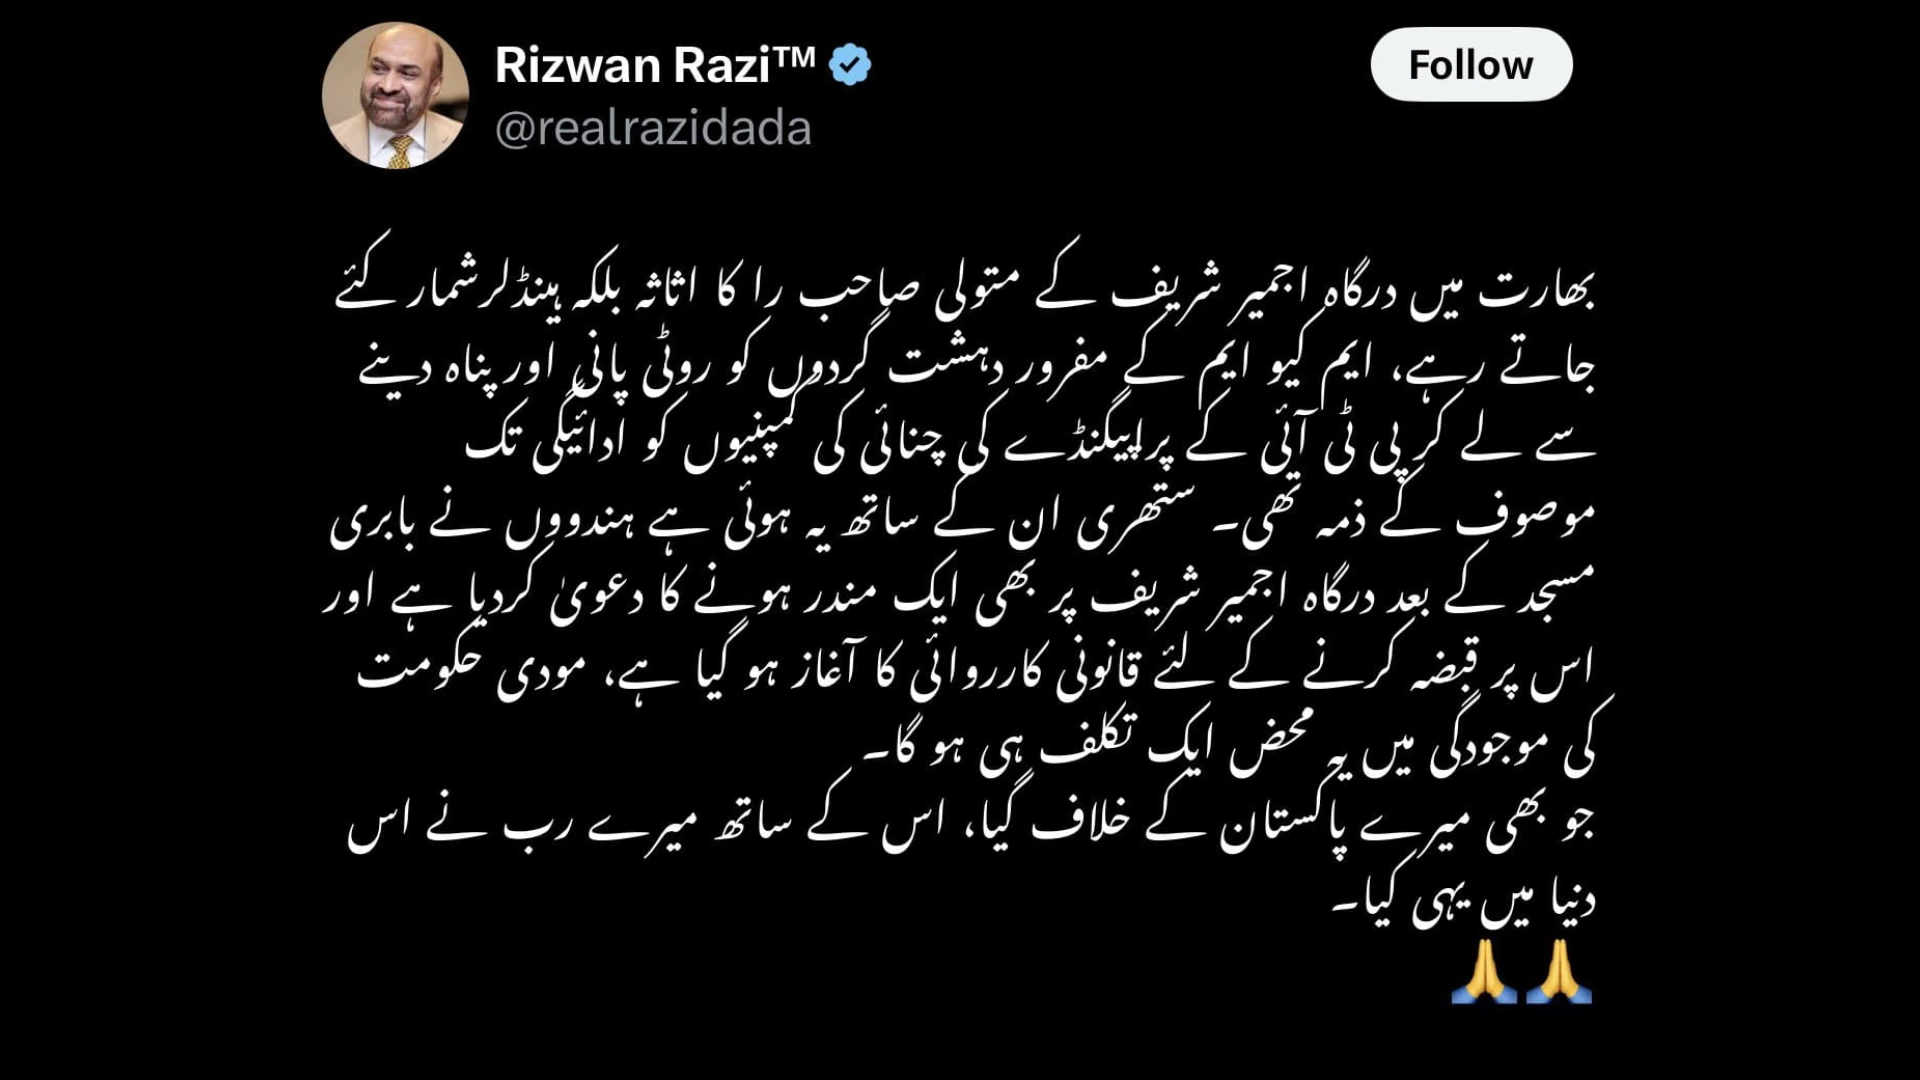 Rizwan Razi™
@realrazidada
Follow
بھارت میں درگاہ اجمیر شریف کے متولی صاحب را کا اثاثہ بلکہ ہینڈلر شمار کئے
جاتے رہے، ایم کیو ایم کے مفرور دہشت گردوں کو روٹی پانی اور پناہ دینے
سے لے کر پی ٹی آئی کے پراپیگنڈے کی چنائی کی کمپنیوں کو ادائیگی تک
موصوف کے ذمہ تھی۔ ستھری ان کے ساتھ یہ ہوئی ہے ہندووں نے بابری
مسجد کے بعد درگاہ اجمیر شریف پر بھی ایک مندر ہونے کا دعویٰ کردیا ہے اور
اس پر قبضہ کرنے کے لئے قانونی کارروائی کا آغاز ہو گیا ہے، مودی حکومت
کی موجودگی میں یہ محض ایک تکلف ہی ہو گا۔
جو بھی میرے پاکستان کے خلاف گیا، اس کے ساتھ میرے رب نے اس
دنیا میں یہی کیا۔
🙏🙏